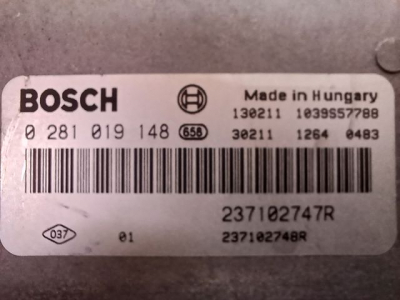 BOSCH Made in Hungary
130211 1039S57788
0 281 019 148 658 30211 1264 0483
237102747R
037 01 237102748R